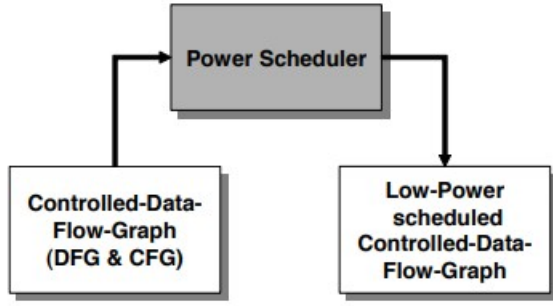 Power Scheduler
Controlled-Data-
Flow-Graph
(DFG & CFG)
Low-Power
scheduled
Controlled-Data-
Flow-Graph